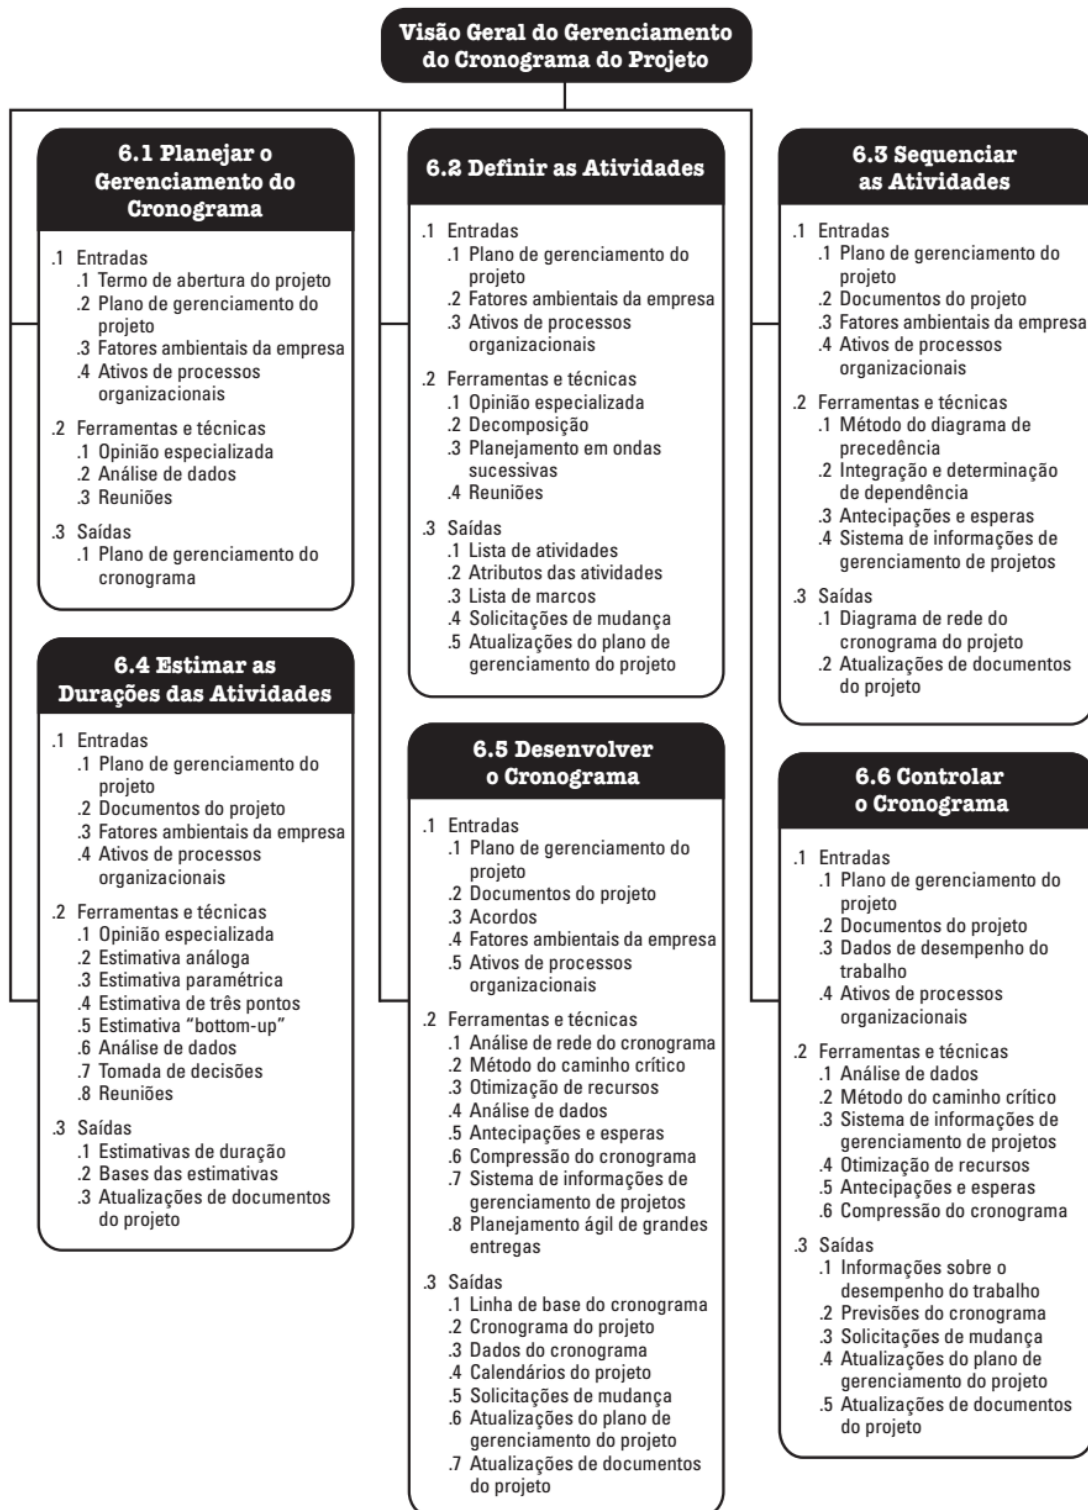 Visão Geral do Gerenciamento
do Cronograma do Projeto
6.1 Planejar o
Gerenciamento do
Cronograma
.1 Entradas
.1 Termo de abertura do projeto
.2 Plano de gerenciamento do
projeto
.3 Fatores ambientais da empresa
.4 Ativos de processos
organizacionais
.2 Ferramentas e técnicas
.1 Opinião especializada
.2 Análise de dados
.3 Reuniões
.3 Saídas
.1 Plano de gerenciamento do
cronograma
6.2 Definir as Atividades
.1 Entradas
.1 Plano de gerenciamento do
projeto
.2 Fatores ambientais da empresa
.3 Ativos de processos
organizacionais
.2 Ferramentas e técnicas
.1 Opinião especializada
.2 Decomposição
.3 Planejamento em ondas
sucessivas
.4 Reuniões
.3 Saídas
.1 Lista de atividades
.2 Atributos das atividades
.3 Lista de marcos
.4 Solicitações de mudança
.5 Atualizações do plano de
gerenciamento do projeto
6.3 Sequenciar
as Atividades
.1 Entradas
.1 Plano de gerenciamento do
projeto
.2 Documentos do projeto
.3 Fatores ambientais da empresa
.4 Ativos de processos
organizacionais
.2 Ferramentas e técnicas
.1 Método do diagrama de
precedência
.2 Integração e determinação
de dependência
.3 Antecipações e esperas
.4 Sistema de informações de
gerenciamento de projetos
.3 Saídas
.1 Diagrama de rede do
cronograma do projeto
.2 Atualizações de documentos
do projeto
6.4 Estimar as
Durações das Atividades
.1 Entradas
.1 Plano de gerenciamento do
projeto
.2 Documentos do projeto
.3 Fatores ambientais da empresa
.4 Ativos de processos
organizacionais
.2 Ferramentas e técnicas
.1 Opinião especializada
.2 Estimativa análoga
.3 Estimativa paramétrica
.4 Estimativa de três pontos
.5 Estimativa “bottom-up”
.6 Análise de dados
.7 Tomada de decisões
.8 Reuniões
.3 Saídas
.1 Estimativas de duração
.2 Bases das estimativas
.3 Atualizações de documentos
do projeto
6.5 Desenvolver
o Cronograma
.1 Entradas
.1 Plano de gerenciamento do
projeto
.2 Documentos do projeto
.3 Acordos
.4 Fatores ambientais da empresa
.5 Ativos de processos
organizacionais
.2 Ferramentas e técnicas
.1 Análise de rede do cronograma
.2 Método do caminho crítico
.3 Otimização de recursos
.4 Análise de dados
.5 Antecipações e esperas
.6 Compressão do cronograma
.7 Sistema de informações de
gerenciamento de projetos
.8 Planejamento ágil de grandes
entregas
.3 Saídas
.1 Linha de base do cronograma
.2 Cronograma do projeto
.3 Dados do cronograma
.4 Calendários do projeto
.5 Solicitações de mudança
.6 Atualizações do plano de
gerenciamento do projeto
.7 Atualizações de documentos
do projeto
6.6 Controlar
o Cronograma
.1 Entradas
.1 Plano de gerenciamento do
projeto
.2 Documentos do projeto
.3 Dados de desempenho do
trabalho
.4 Ativos de processos
organizacionais
.2 Ferramentas e técnicas
.1 Análise de dados
.2 Método do caminho crítico
.3 Sistema de informações de
gerenciamento de projetos
.4 Otimização de recursos
.5 Antecipações e esperas
.6 Compressão do cronograma
.3 Saídas
.1 Informações sobre o
desempenho do trabalho
.2 Previsões do cronograma
.3 Solicitações de mudança
.4 Atualizações do plano de
gerenciamento do projeto
.5 Atualizações de documentos
do projeto